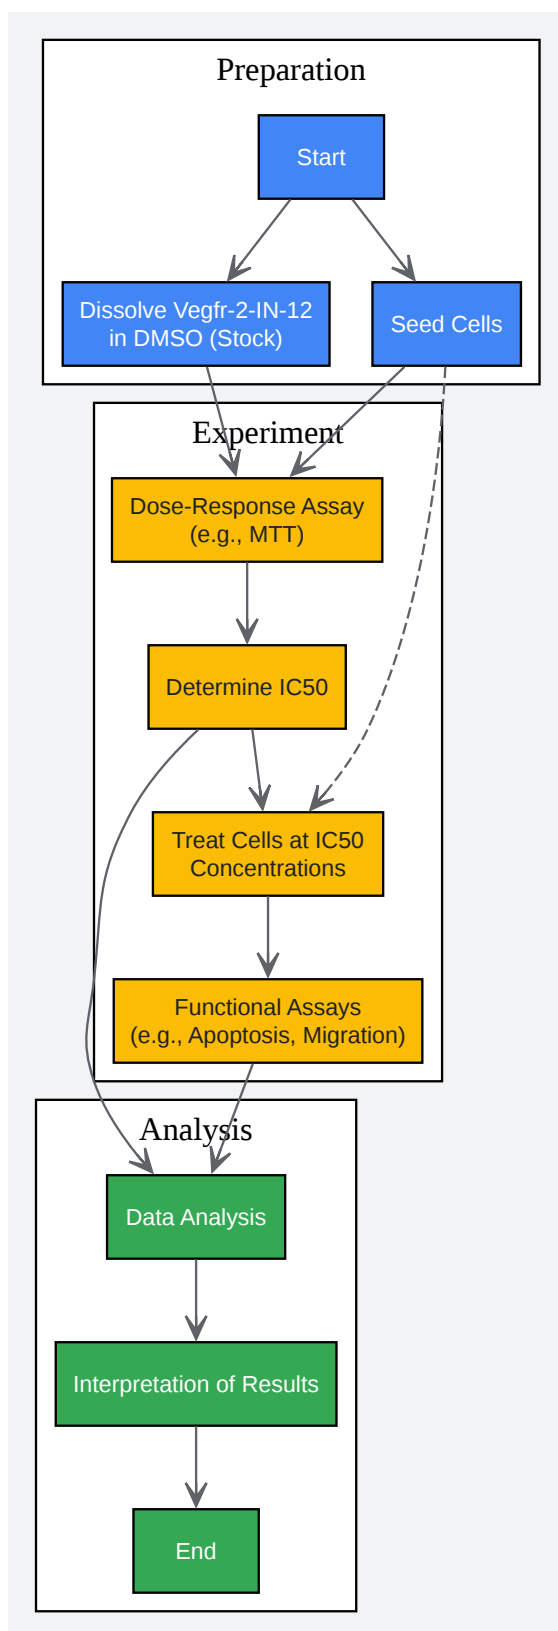 Preparation
Start
Dissolve Vegfr-2-IN-12
in DMSO (Stock)
Seed Cells
Experiment
Dose-Response Assay
(e.g., MTT)
Determine IC50
Treat Cells at IC50
Concentrations
Functional Assays
(e.g., Apoptosis, Migration)
Analysis
Data Analysis
Interpretation of Results
End